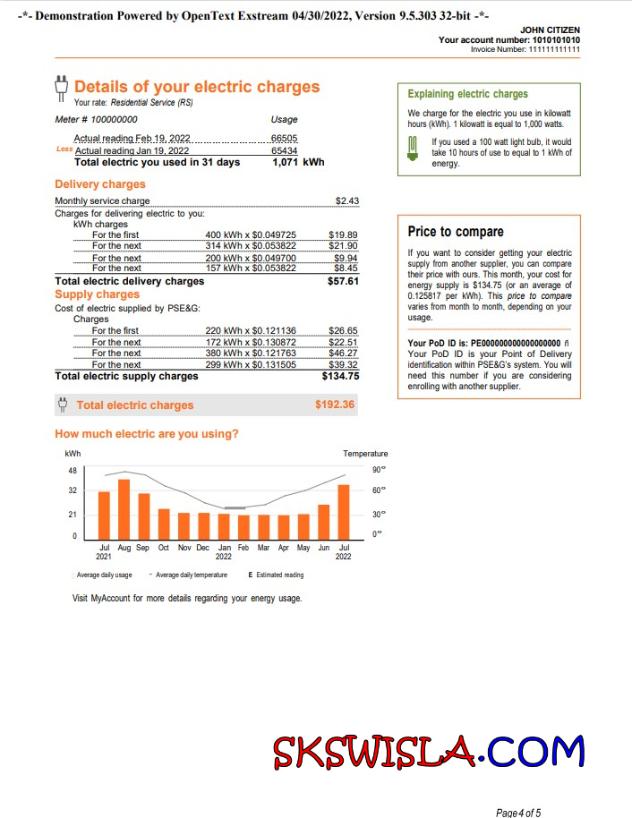 -*- Demonstration Powered by OpenText Exstream 04/30/2022, Version 9.5.303 32-bit -*-
JOHN CITIZEN
Your account number: 1010101010
Invoice Number: 111111111111
Details of your electric charges
Your rate: Residential Service (RS)
Meter # 100000000 Usage
Actual reading Feb 19, 2022 66505
Less Actual reading Jan 19, 2022 65434
Total electric you used in 31 days 1,071 kWh
Delivery charges
Monthly service charge $2.43
Charges for delivering electric to you:
kWh charges
For the first 400 kWh x $0.049725 $19.89
For the next 314 kWh x $0.053822 $21.90
For the next 200 kWh x $0.049700 $9.94
For the next 157 kWh x $0.053822 $8.45
Total electric delivery charges $57.61
Supply charges
Cost of electric supplied by PSE&G:
Charges
For the first 220 kWh x $0.121136 $26.65
For the next 172 kWh x $0.130872 $22.51
For the next 380 kWh x $0.121763 $46.27
For the next 299 kWh x $0.131505 $39.32
Total electric supply charges $134.75
Total electric charges $192.36
How much electric are you using?
kWh Temperature
48 90°
32 60°
21 30°
0 0°
Jul Aug Sep Oct Nov Dec Jan Feb Mar Apr May Jun Jul
2021 2022 2022
Average daily usage - Average daily temperature E Estimated reading
Visit MyAccount for more details regarding your energy usage.
Explaining electric charges
We charge for the electric you use in kilowatt
hours (kWh). 1 kilowatt is equal to 1,000 watts.
If you used a 100 watt light bulb, it would
take 10 hours of use to equal to 1 kWh of
energy.
Price to compare
If you want to consider getting your electric
supply from another supplier, you can compare
their price with ours. This month, your cost for
energy supply is $134.75 (or an average of
0.125817 per kWh). This price to compare
varies from month to month, depending on your
usage.
Your PoD ID is: PE000000000000000000 ñ
Your PoD ID is your Point of Delivery
identification within PSE&G's system. You will
need this number if you are considering
enrolling with another supplier.
SKSWISLA.COM
Page4 of 5